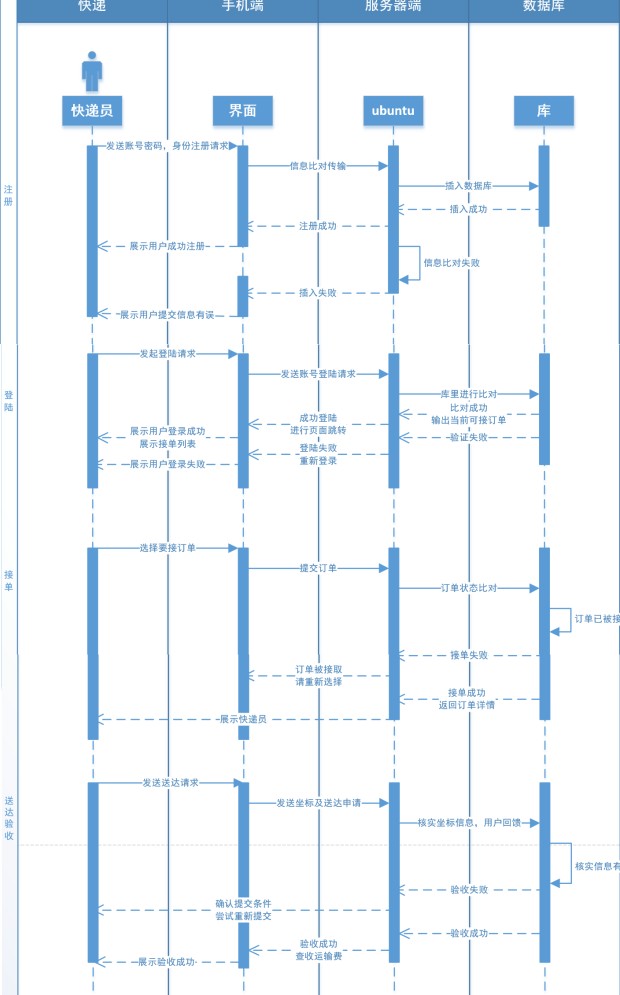 快递
手机端
服务器端
数据库
快递员
界面
ubuntu
库
注
册
发送账号密码，身份注册请求
信息比对传输
插入数据库
插入成功
注册成功
展示用户成功注册
信息比对失败
插入失败
展示用户提交信息有误
登
陆
发起登陆请求
发送账号登陆请求
库里进行比对
比对成功
输出当前可接订单
成功登陆
进行页面跳转
展示用户登录成功
展示接单列表
验证失败
登陆失败
重新登录
展示用户登录失败
接
单
选择要接订单
提交订单
订单状态比对
订单已被接
接单失败
订单被接取
请重新选择
接单成功
返回订单详情
展示快递员
送
达
验
收
发送送达请求
发送坐标及送达申请
核实坐标信息，用户回馈
核实信息有
验收失败
确认提交条件
尝试重新提交
验收成功
验收成功
查收运输费
展示验收成功